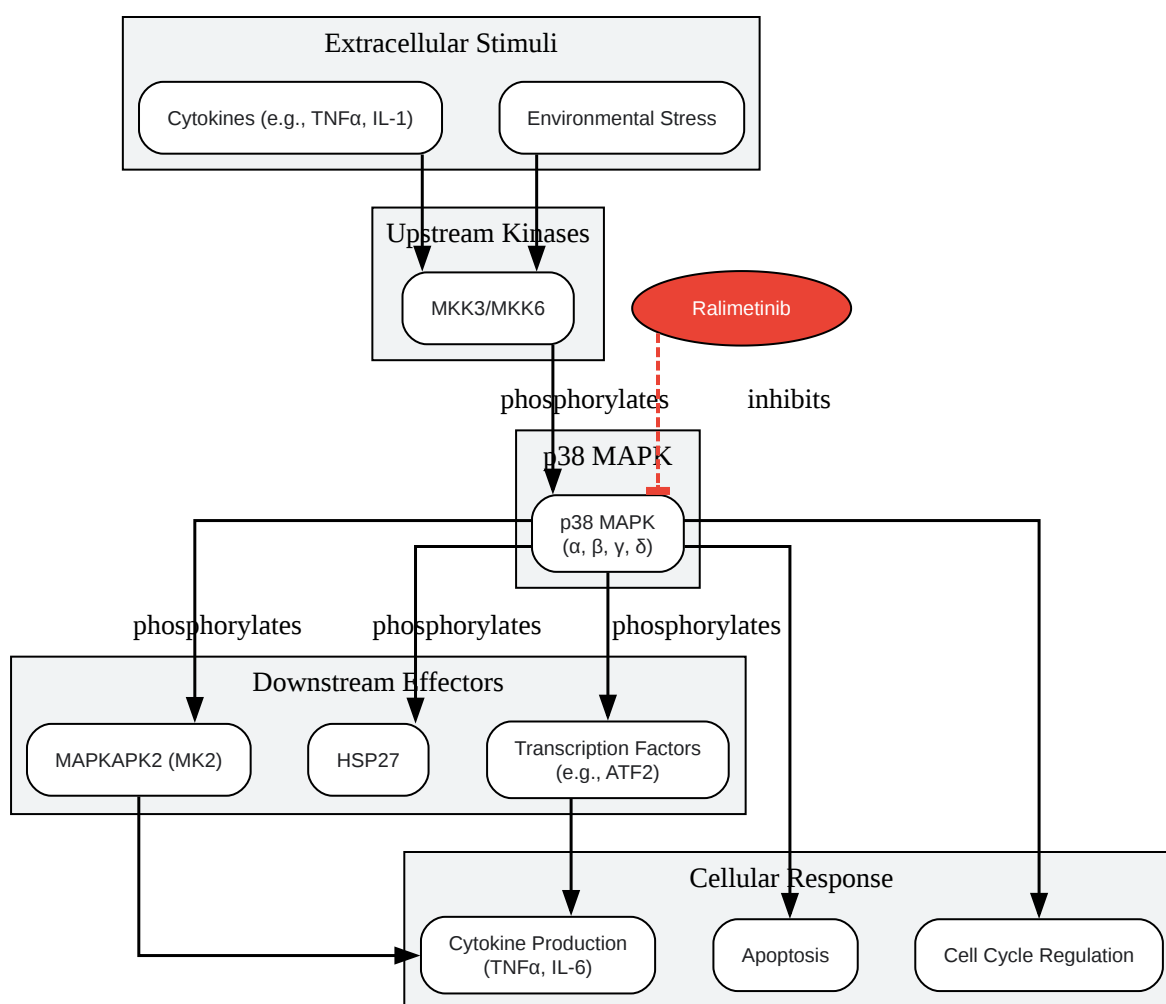 Extracellular Stimuli
Cytokines (e.g., TNFα, IL-1)
Environmental Stress
Upstream Kinases
MKK3/MKK6
Ralimetinib
phosphorylates
inhibits
p38 MAPK
p38 MAPK
(α, β, γ, δ)
phosphorylates
phosphorylates
phosphorylates
Downstream Effectors
MAPKAPK2 (MK2)
HSP27
Transcription Factors
(e.g., ATF2)
Cellular Response
Cytokine Production
(TNFα, IL-6)
Apoptosis
Cell Cycle Regulation